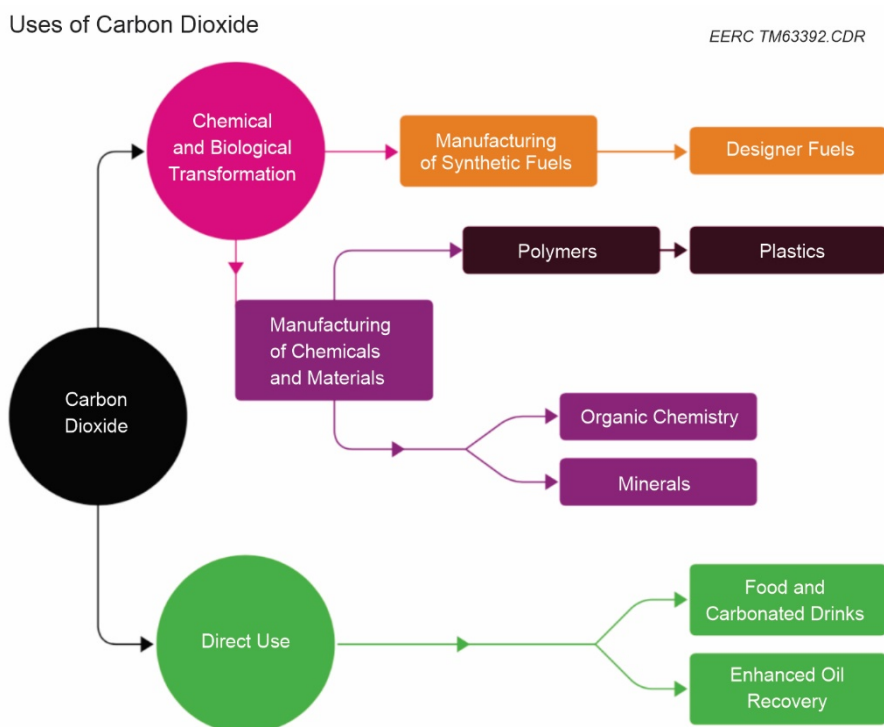 Uses of Carbon Dioxide
EERC TM63392.CDR
Chemical
and Biological
Transformation
Manufacturing
of Synthetic Fuels
Designer Fuels
Polymers
Plastics
Manufacturing
of Chemicals
and Materials
Carbon
Dioxide
Organic Chemistry
Minerals
Direct Use
Food and
Carbonated Drinks
Enhanced Oil
Recovery